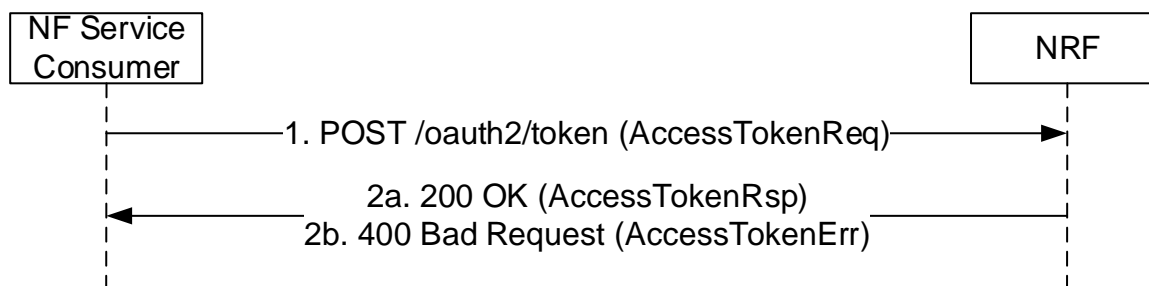 NF Service
Consumer
NRF
1. POST /oauth2/token (AccessTokenReq)
2a. 200 OK (AccessTokenRsp)
2b. 400 Bad Request (AccessTokenErr)